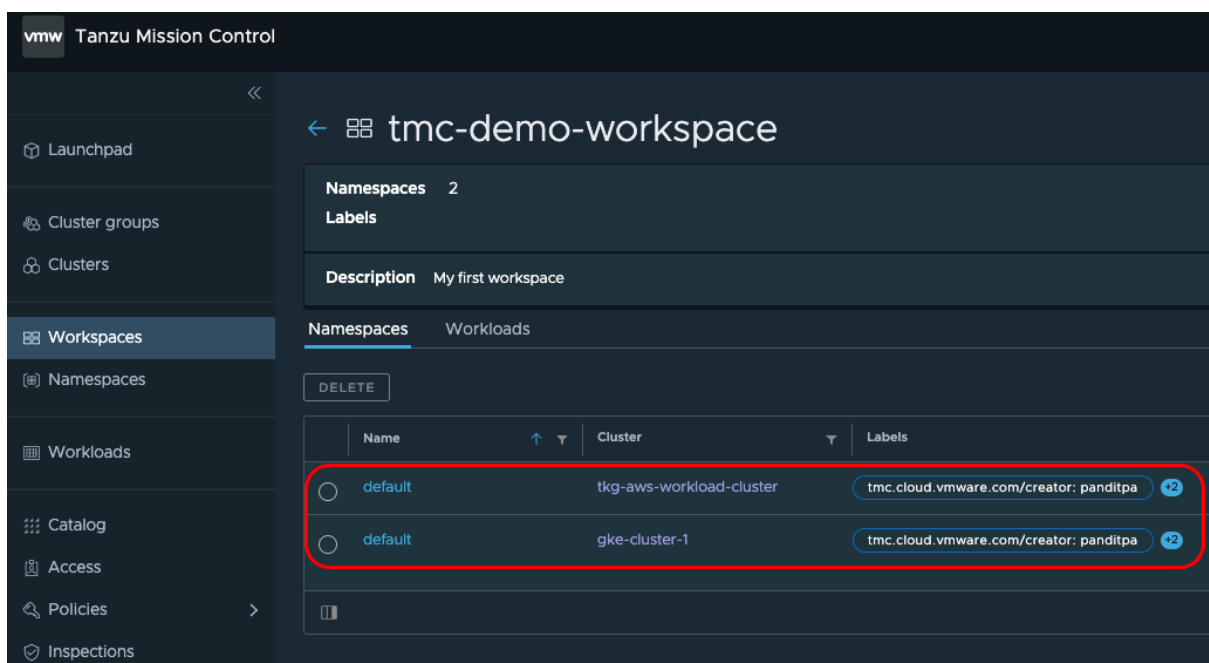 vmw Tanzu Mission Control
Launchpad
Cluster groups
Clusters
Workspaces
Namespaces
Workloads
Catalog
Access
Policies
Inspections
tmc-demo-workspace
Namespaces 2
Labels
Description My first workspace
Namespaces Workloads
DELETE
Name Cluster Labels
default tkg-aws-workload-cluster tmc.cloud.vmware.com/creator: panditpa +2
default gke-cluster-1 tmc.cloud.vmware.com/creator: panditpa +2